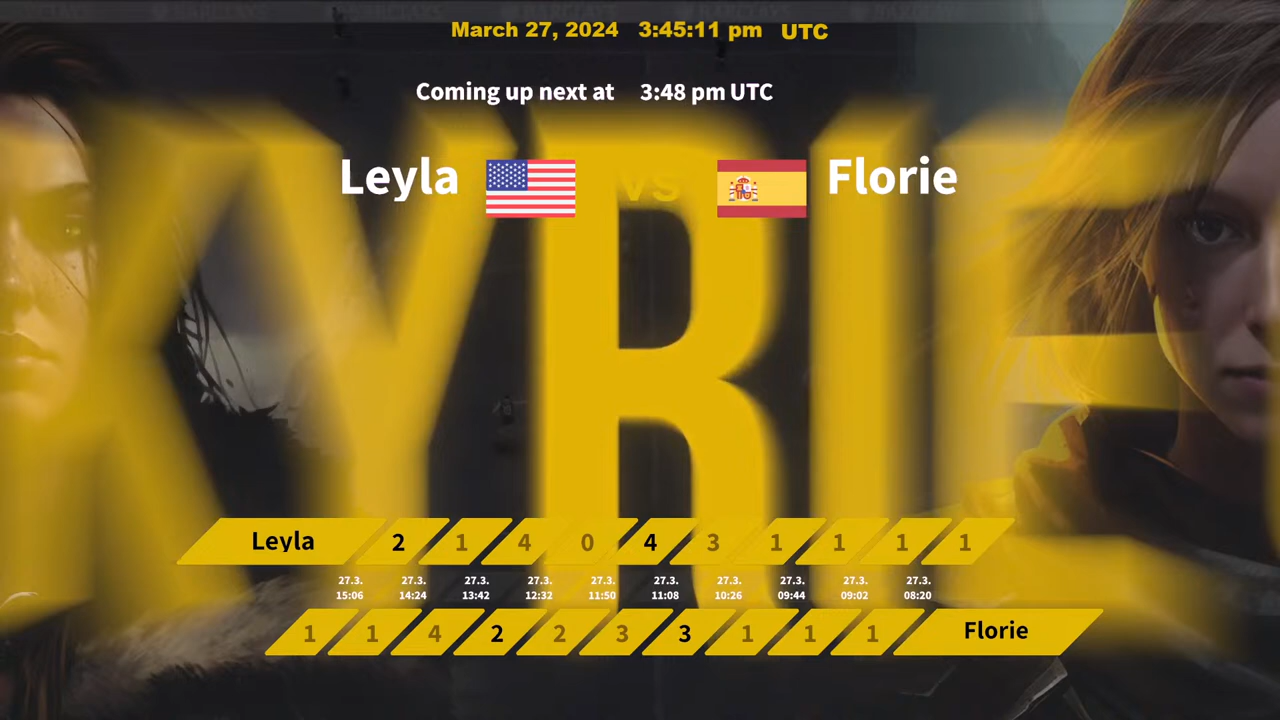 March 27, 2024 3:45:11 pm UTC
Coming up next at 3:48 pm UTC
Leyla VS Florie
KYRIE
Leyla 2 1 4 0 4 3 1 1 1 1
27.3. 27.3. 27.3. 27.3. 27.3. 27.3. 27.3. 27.3. 27.3. 27.3.
15:06 14:24 13:42 12:32 11:50 11:08 10:26 09:44 09:02 08:20
1 1 4 2 2 3 3 1 1 1 Florie